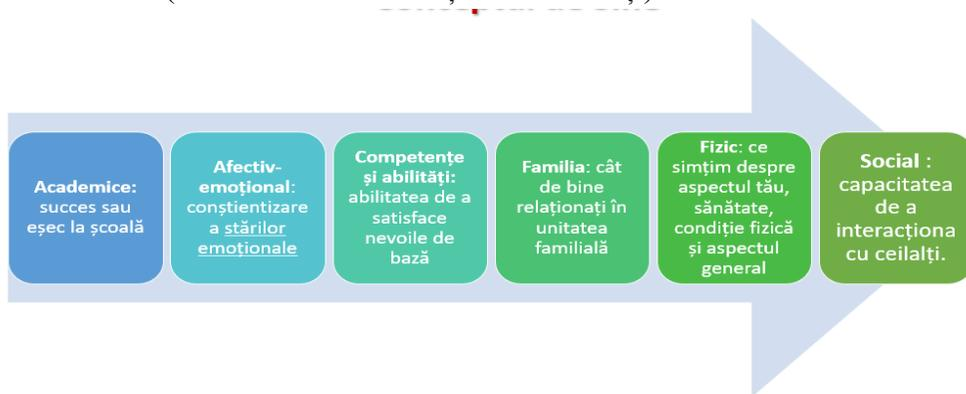 Academice:
succes sau
eșec la școală
Afectiv-
emoțional:
conștientizare
a stărilor
emoționale
Competențe
și abilități:
abilitatea de a
satisface
nevoile de
bază
Familia: cât
de bine
relaționați în
unitatea
familială
Fizic: ce
simțim despre
aspectul tău,
sănătate,
condiție fizică
și aspectul
general
Social :
capacitatea
de a
interacționa
cu ceilalți.